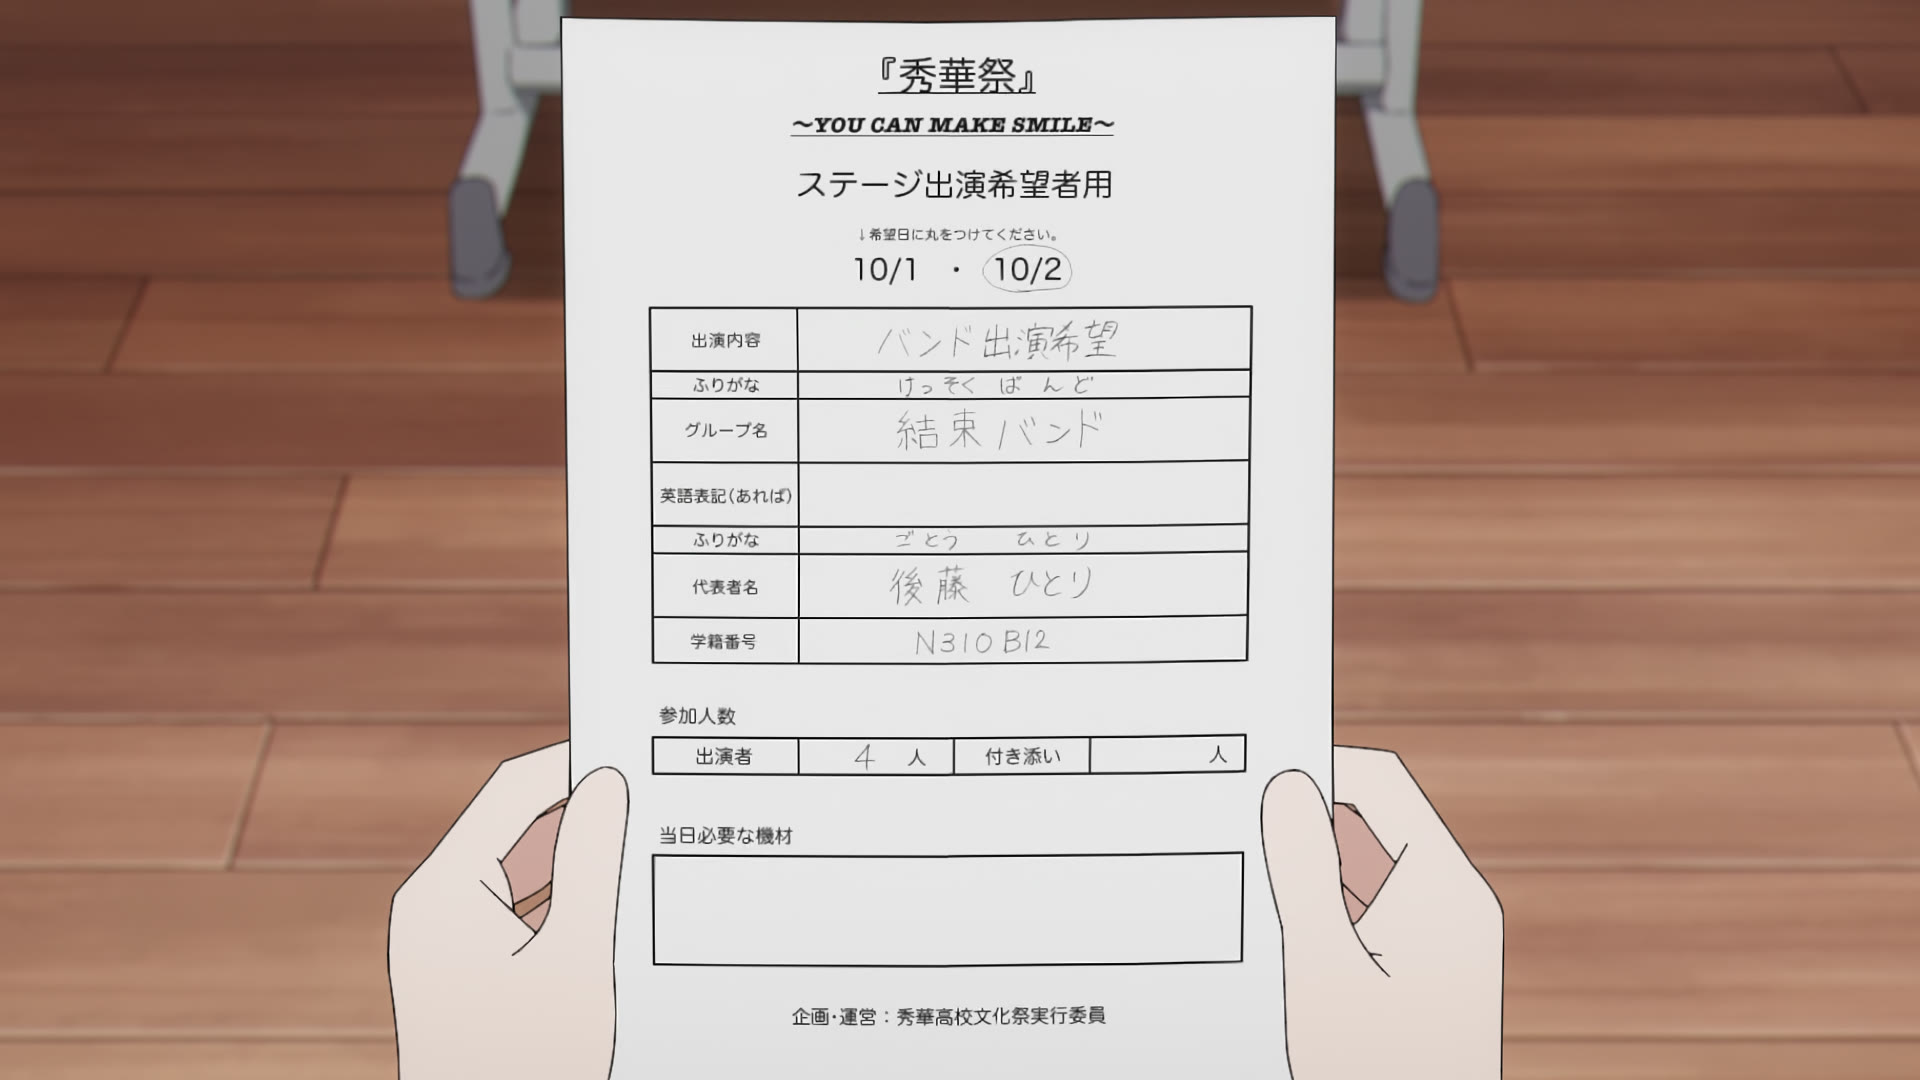 『秀華祭』
～YOU CAN MAKE SMILE～
ステージ出演希望者用
↓希望日に丸をつけてください。
10/1 ・ 10/2
出演内容 バンド出演希望
ふりがな けっそく ばんど
グループ名 結束バンド
英語表記(あれば)
ふりがな ごとう ひとり
代表者名 後藤 ひとり
学籍番号 N310B12
参加人数
出演者 4 人 付き添い 人
当日必要な機材
企画・運営：秀華高校文化祭実行委員